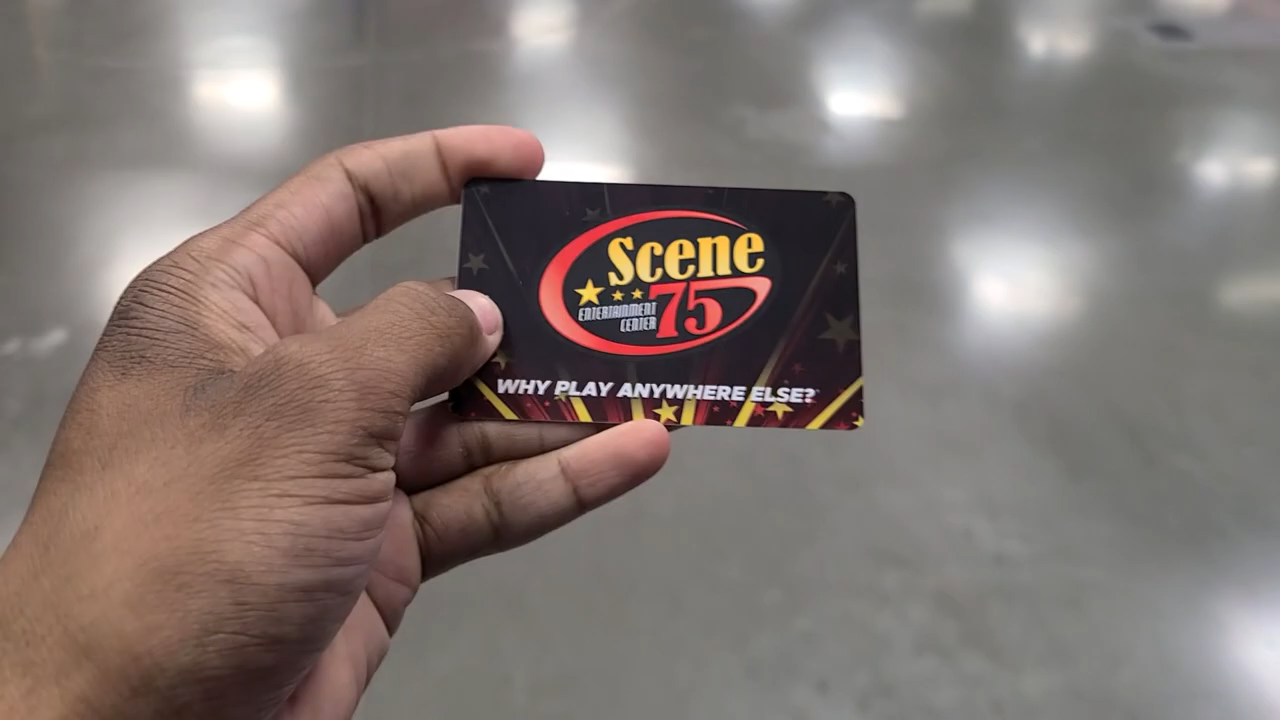 Scene
75
ENTERTAINMENT
CENTER
WHY PLAY ANYWHERE ELSE?